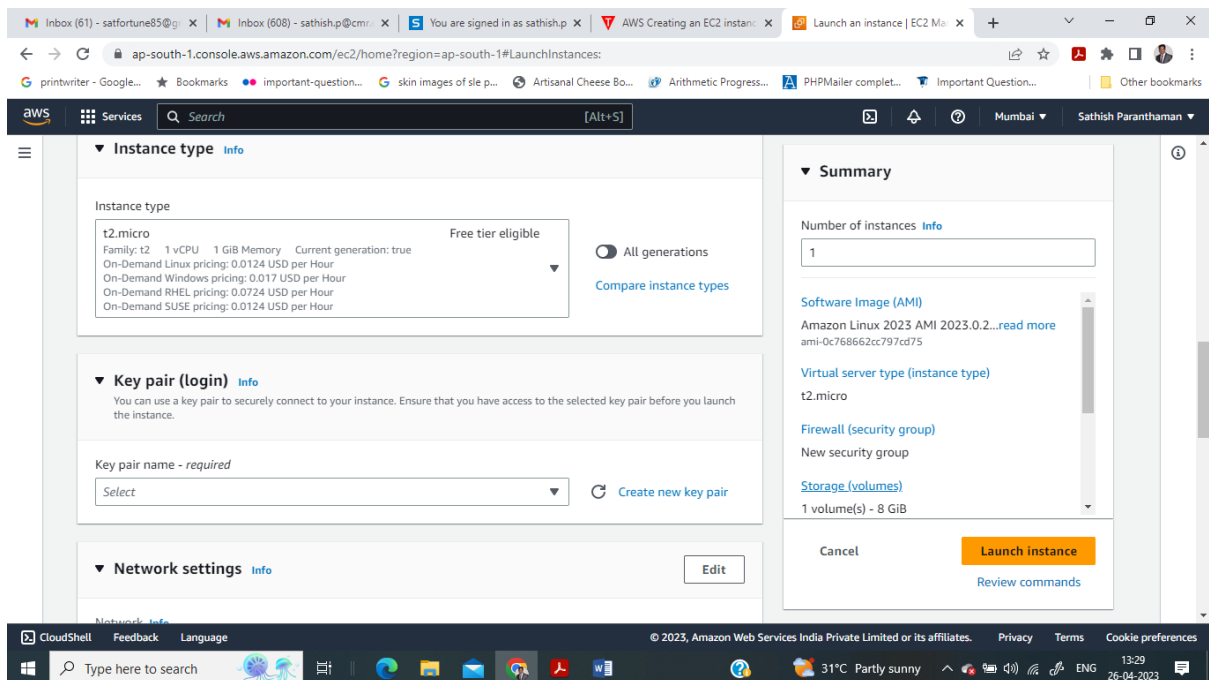 Inbox (61) - satfortune85@g
Inbox (608) - sathish.p@cmr.
You are signed in as sathish.p
AWS Creating an EC2 instanc
Launch an instance | EC2 Ma
ap-south-1.console.aws.amazon.com/ec2/home?region=ap-south-1#LaunchInstances:
printwriter - Google...
Bookmarks
important-question...
skin images of sle p...
Artisanal Cheese Bo...
Arithmetic Progress...
PHPMailer complet...
Important Question...
Other bookmarks
aws
Services
Search
[Alt+S]
Mumbai
Sathish Paranthaman
Instance type Info
Instance type
t2.micro Free tier eligible
Family: t2 1 vCPU 1 GiB Memory Current generation: true
On-Demand Linux pricing: 0.0124 USD per Hour
On-Demand Windows pricing: 0.017 USD per Hour
On-Demand RHEL pricing: 0.0724 USD per Hour
On-Demand SUSE pricing: 0.0124 USD per Hour
All generations
Compare instance types
Key pair (login) Info
You can use a key pair to securely connect to your instance. Ensure that you have access to the selected key pair before you launch
the instance.
Key pair name - required
Select
Create new key pair
Network settings Info
Edit
Network Info
Summary
Number of instances Info
1
Software Image (AMI)
Amazon Linux 2023 AMI 2023.0.2...read more
ami-0c768662cc797cd75
Virtual server type (instance type)
t2.micro
Firewall (security group)
New security group
Storage (volumes)
1 volume(s) - 8 GiB
Cancel
Launch instance
Review commands
CloudShell
Feedback
Language
© 2023, Amazon Web Services India Private Limited or its affiliates.
Privacy
Terms
Cookie preferences
Type here to search
31°C Partly sunny
ENG
13:29
26-04-2023